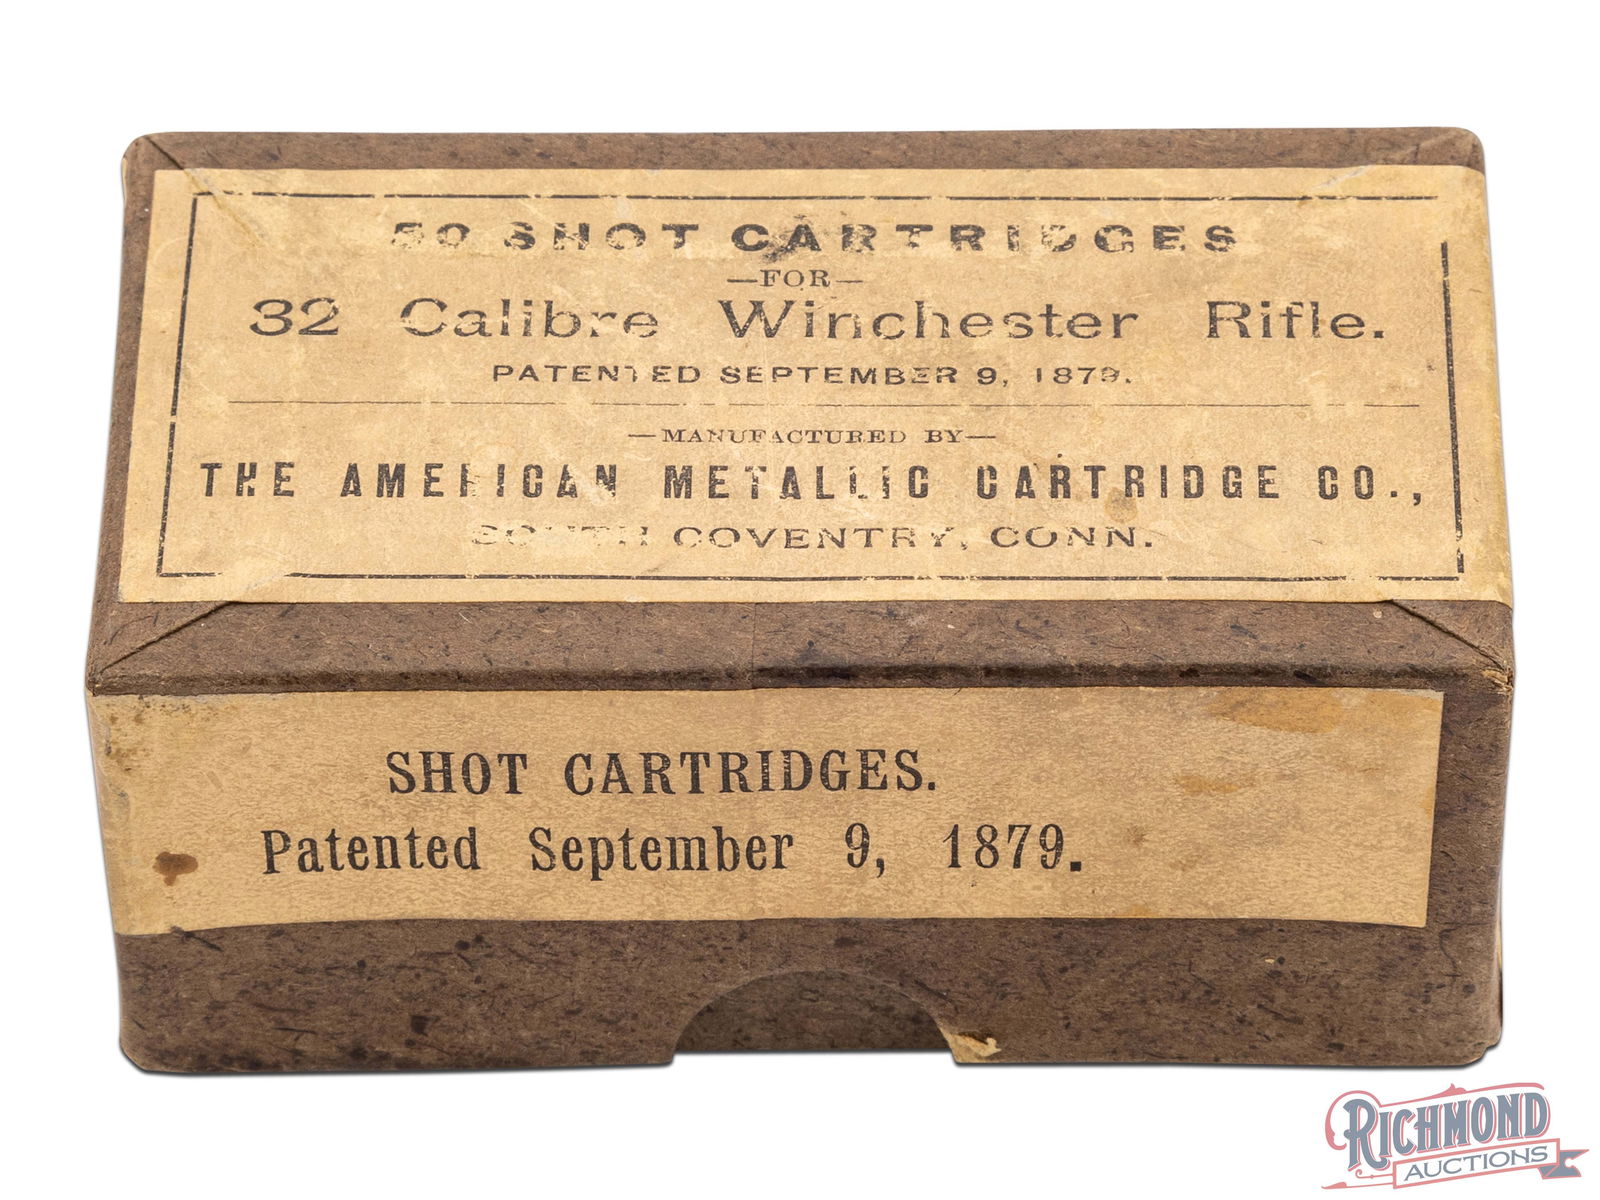 50 SHOT CARTRIDGES
—FOR—
32 Calibre Winchester Rifle.
PATENTED SEPTEMBER 9, 1879.
—MANUFACTURED BY—
THE AMERICAN METALLIC CARTRIDGE CO.,
SOUTH COVENTRY, CONN.
SHOT CARTRIDGES.
Patented September 9, 1879.
RICHMOND
AUCTIONS